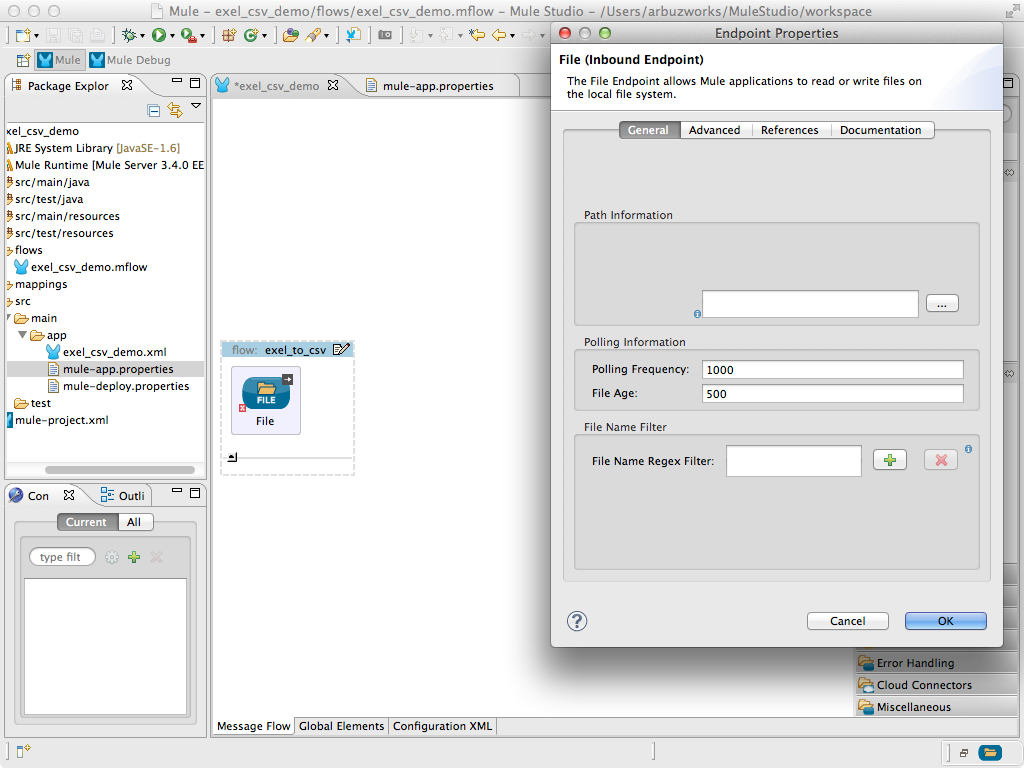 Mule – exel_csv_demo/flows/exel_csv_demo.mflow – Mule Studio – /Users/arbuzworks/MuleStudio/workspace
Mule
Mule Debug
Package Explor
*exel_csv_demo
mule-app.properties
xel_csv_demo
JRE System Library [JavaSE-1.6]
Mule Runtime [Mule Server 3.4.0 EE
src/main/java
src/test/java
src/main/resources
src/test/resources
flows
exel_csv_demo.mflow
mappings
src
main
app
exel_csv_demo.xml
mule-app.properties
mule-deploy.properties
test
mule-project.xml
Con
Outli
Current
All
type filt
flow: exel_to_csv
FILE
File
Message Flow
Global Elements
Configuration XML
Endpoint Properties
File (Inbound Endpoint)
The File Endpoint allows Mule applications to read or write files on
the local file system.
General
Advanced
References
Documentation
Path Information
...
Polling Information
Polling Frequency:
1000
File Age:
500
File Name Filter
File Name Regex Filter:
?
Cancel
OK
Error Handling
Cloud Connectors
Miscellaneous